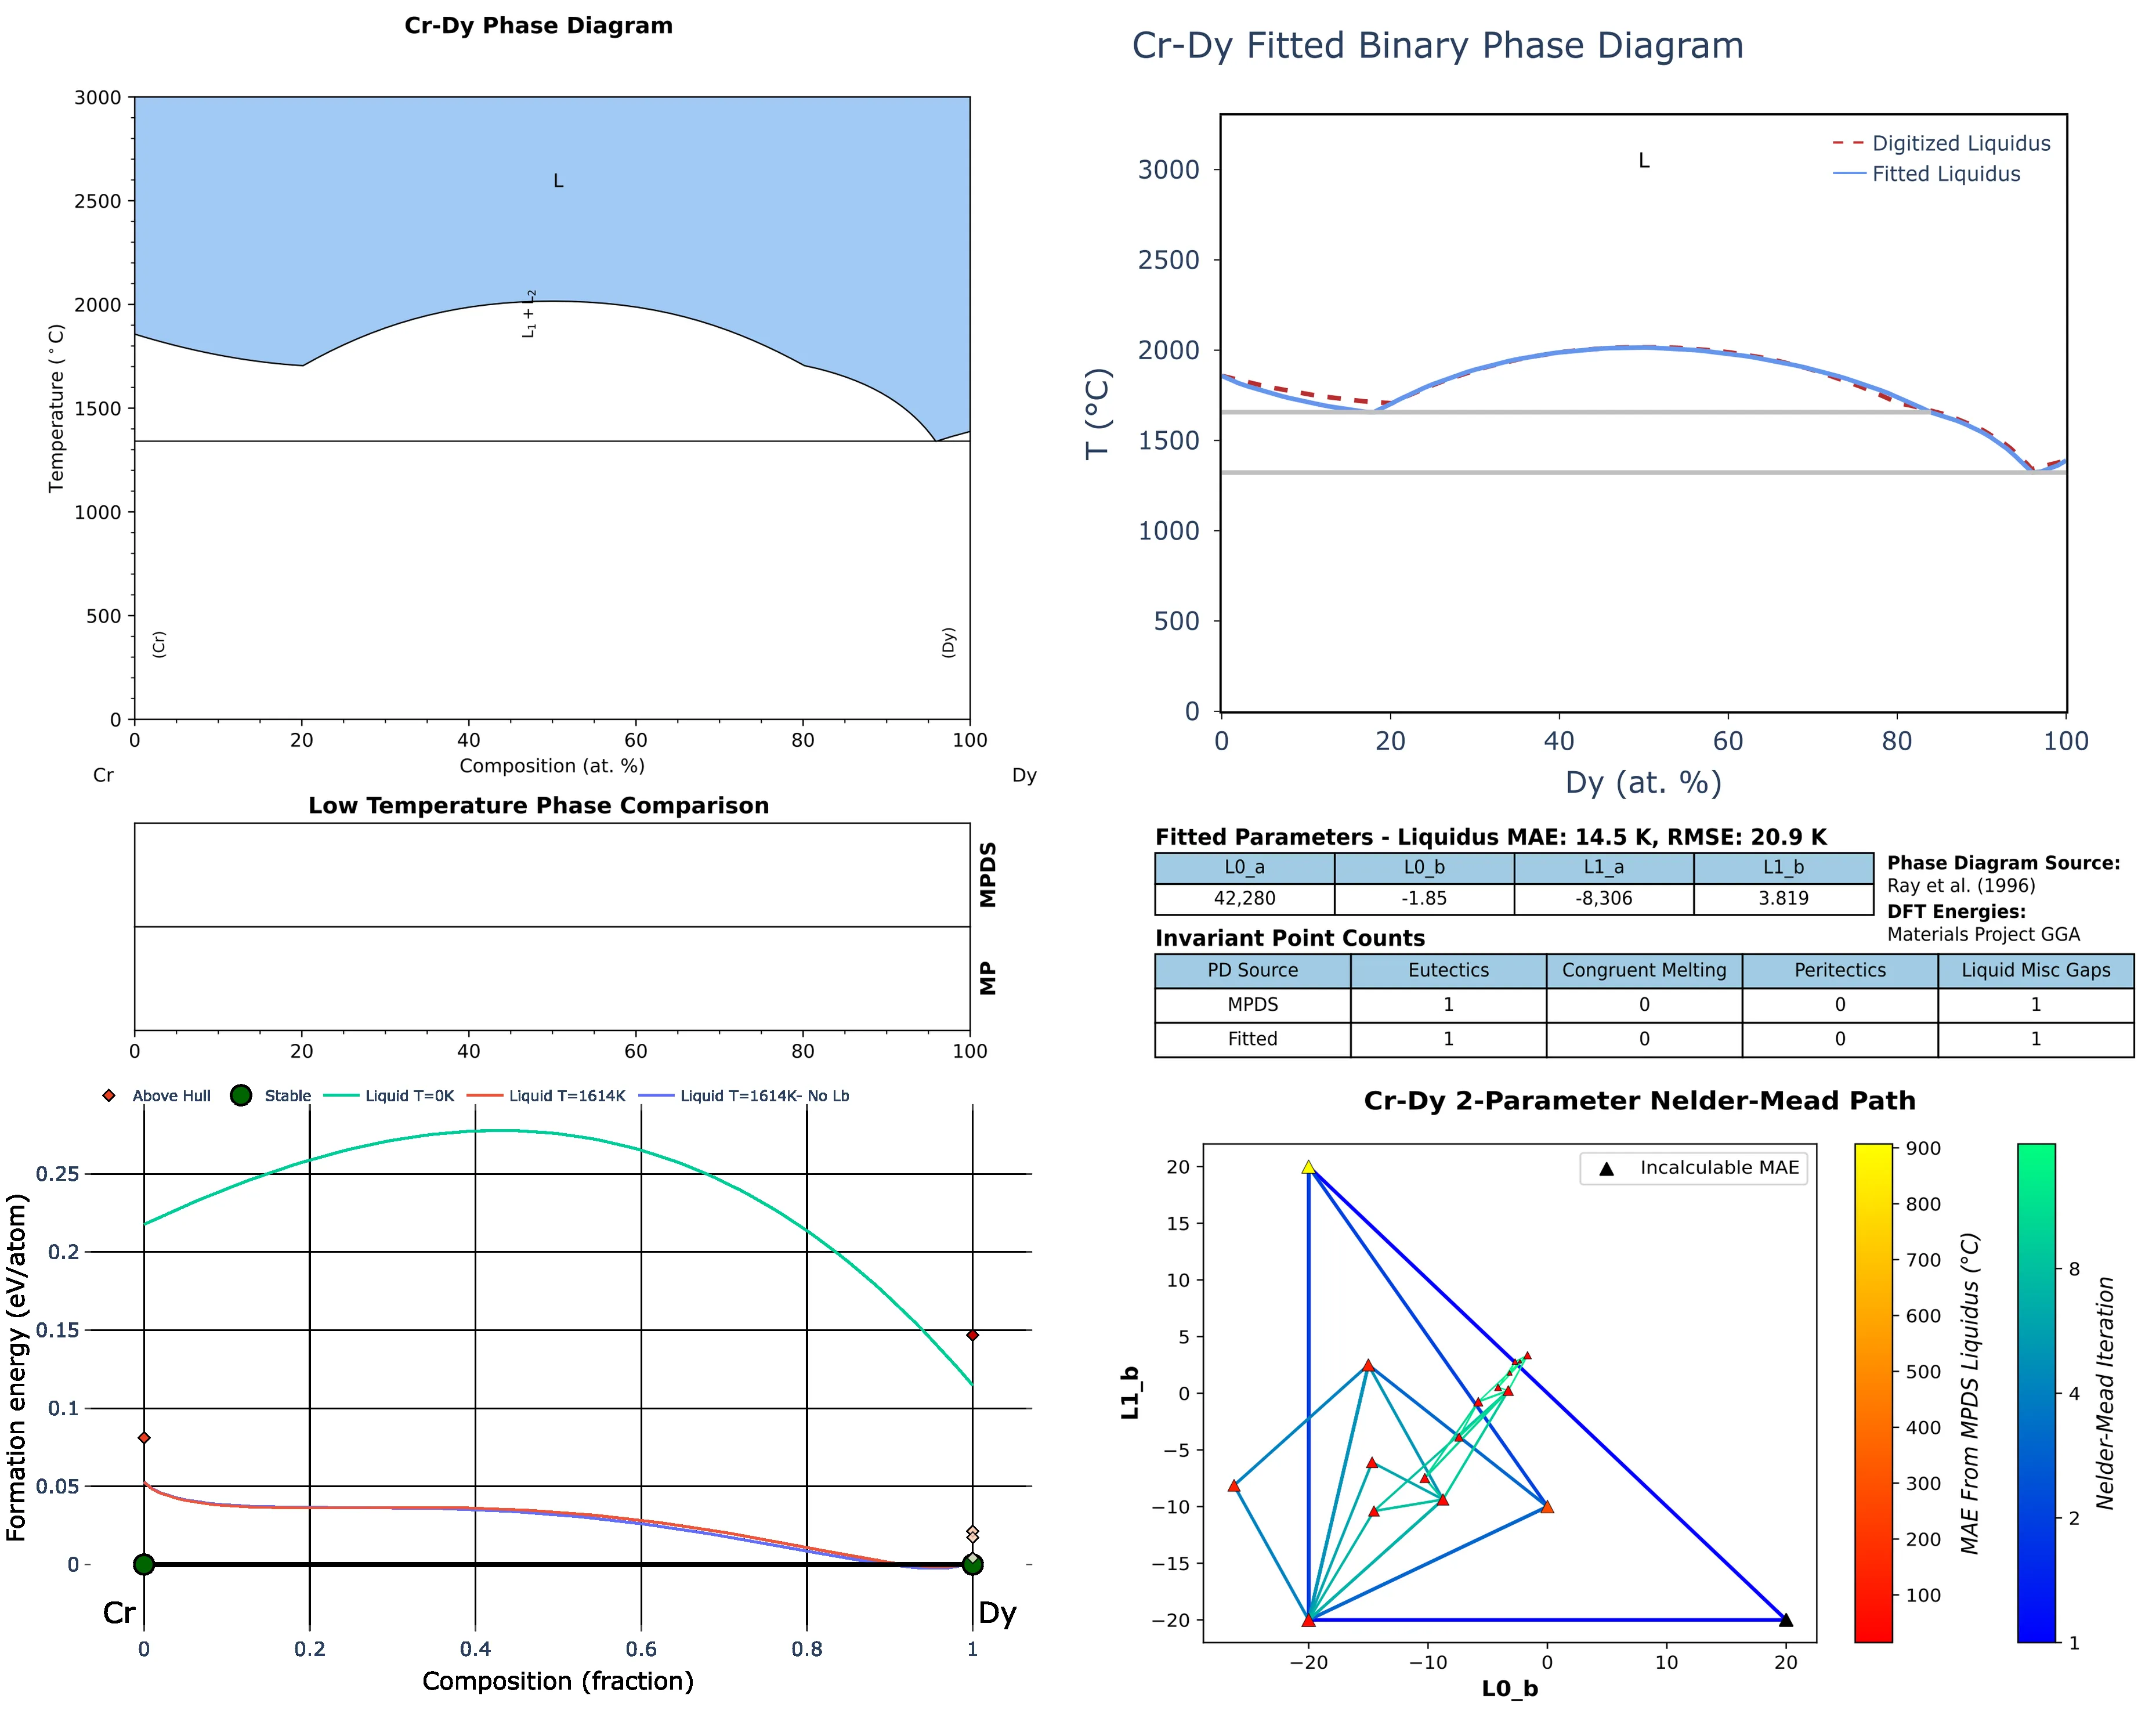 Cr-Dy Phase Diagram
3000
2500
2000
1500
1000
500
0
Temperature (°C)
L
L₁ + L₂
(Cr)
(Dy)
0 20 40 60 80 100
Composition (at. %)
Cr Dy
Low Temperature Phase Comparison
MPDS
MP
0 20 40 60 80 100
Above Hull Stable Liquid T=0K Liquid T=1614K Liquid T=1614K- No Lb
0.25
0.2
0.15
0.1
0.05
0
Formation energy (eV/atom)
Cr Dy
0 0.2 0.4 0.6 0.8 1
Composition (fraction)
Cr-Dy Fitted Binary Phase Diagram
L
Digitized Liquidus
Fitted Liquidus
3000
2500
2000
1500
1000
500
0
T (°C)
0 20 40 60 80 100
Dy (at. %)
Fitted Parameters - Liquidus MAE: 14.5 K, RMSE: 20.9 K
L0_a L0_b L1_a L1_b
42,280 -1.85 -8,306 3.819
Phase Diagram Source:
Ray et al. (1996)
DFT Energies:
Materials Project GGA
Invariant Point Counts
PD Source Eutectics Congruent Melting Peritectics Liquid Misc Gaps
MPDS 1 0 0 1
Fitted 1 0 0 1
Cr-Dy 2-Parameter Nelder-Mead Path
Incalculable MAE
20
15
10
5
0
−5
−10
−15
−20
L1_b
−20 −10 0 10 20
L0_b
900
800
700
600
500
400
300
200
100
MAE From MPDS Liquidus (°C)
8
4
2
1
Nelder-Mead Iteration